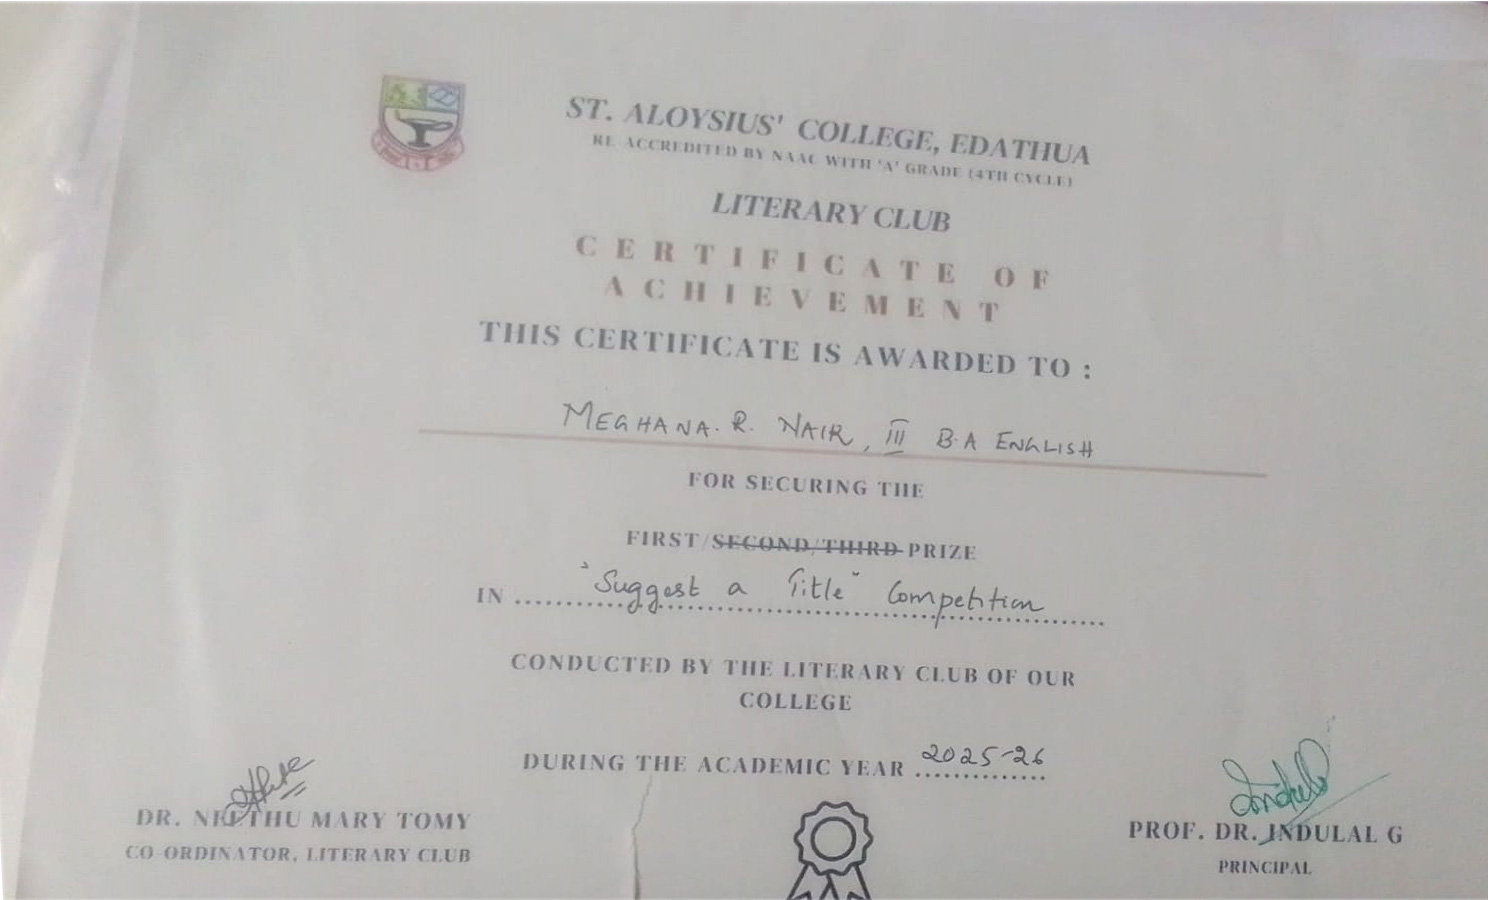 ST. ALOYSIUS' COLLEGE, EDATHUA
RE-ACCREDITED BY NAAC WITH 'A' GRADE (4TH CYCLE)
LITERARY CLUB
CERTIFICATE OF
ACHIEVEMENT
THIS CERTIFICATE IS AWARDED TO :
MEGHANA. R. NAIR, III B.A ENGLISH
FOR SECURING THE
FIRST/SECOND/THIRD PRIZE
IN "Suggest a Title" Competition
CONDUCTED BY THE LITERARY CLUB OF OUR
COLLEGE
DURING THE ACADEMIC YEAR 2025-26
DR. NEETHU MARY TOMY
CO-ORDINATOR, LITERARY CLUB
PROF. DR. INDULAL G
PRINCIPAL